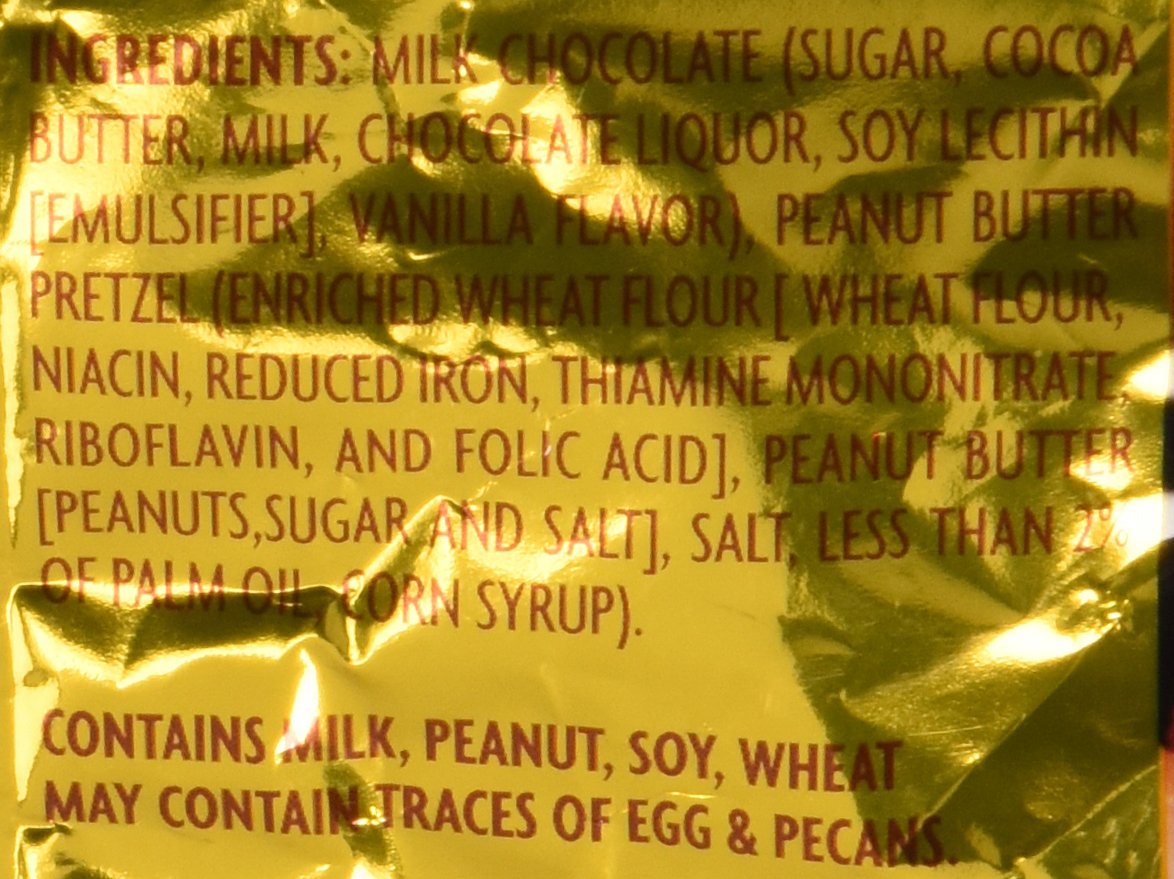 INGREDIENTS: MILK CHOCOLATE (SUGAR, COCOA
BUTTER, MILK, CHOCOLATE LIQUOR, SOY LECITHIN
[EMULSIFIER], VANILLA FLAVOR), PEANUT BUTTER
PRETZEL (ENRICHED WHEAT FLOUR [ WHEAT FLOUR,
NIACIN, REDUCED IRON, THIAMINE MONONITRATE,
RIBOFLAVIN, AND FOLIC ACID], PEANUT BUTTER
[PEANUTS,SUGAR AND SALT], SALT, LESS THAN 2%
OF PALM OIL, CORN SYRUP).
CONTAINS MILK, PEANUT, SOY, WHEAT
MAY CONTAIN TRACES OF EGG & PECANS.